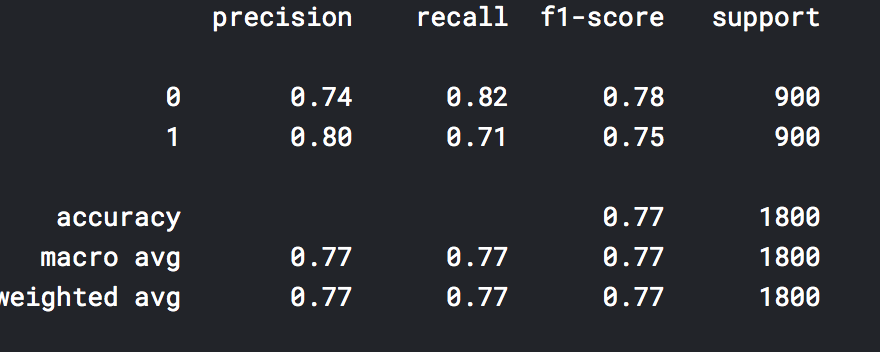 precision recall f1-score support
0 0.74 0.82 0.78 900
1 0.80 0.71 0.75 900
accuracy 0.77 1800
macro avg 0.77 0.77 0.77 1800
weighted avg 0.77 0.77 0.77 1800